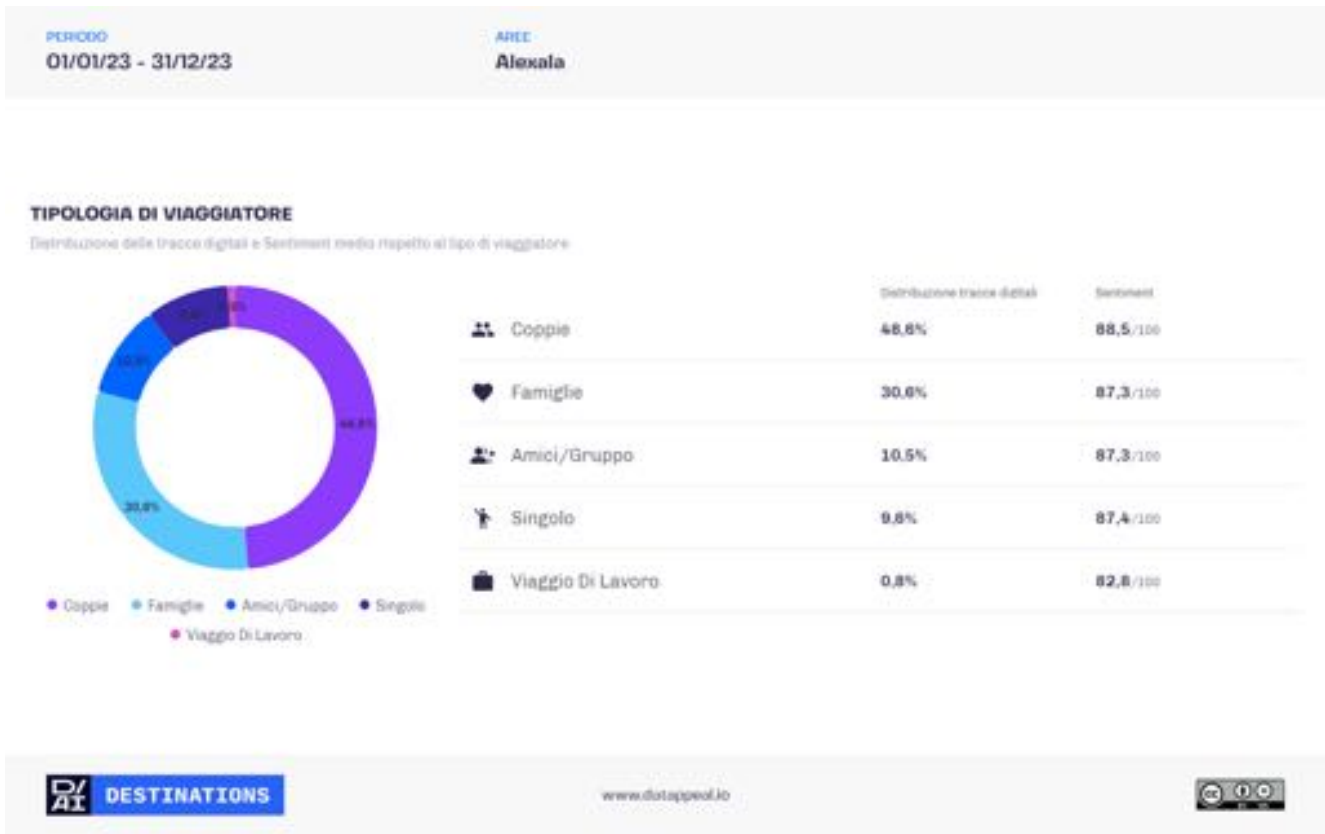 PERIODO
01/01/23 - 31/12/23
AREE
Alexala
TIPOLOGIA DI VIAGGIATORE
Distribuzione delle tracce digitali e Sentiment medio rispetto al tipo di viaggiatore
Distribuzione tracce digitali Sentiment
Coppie 48,6% 88,5/100
Famiglie 30,6% 87,3/100
Amici/Gruppo 10,5% 87,3/100
Singolo 9,6% 87,4/100
Viaggio Di Lavoro 0,8% 82,8/100
30,6%
Coppie Famiglie Amici/Gruppo Singolo
Viaggio Di Lavoro
D/AI DESTINATIONS
www.datappeal.io
cc